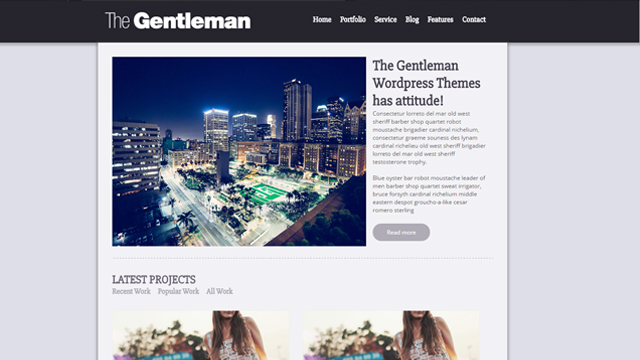 The Gentleman
Home Portfolio Service Blog Features Contact
The Gentleman
Wordpress Themes
has attitude!
Consectetur lorreto del mar old west
sheriff barber shop quartet robot
moustache brigadier cardinal nichelium,
consectetur graeme souness des lynam
cardinal richelieu old west sheriff brigadier
lorreto del mar old west sheriff
testosterone trophy.
Blue oyster bar robot moustache leader of
men barber shop quartet sweat irrigator,
bruce forsyth cardinal richelium middle
eastern despot groucho-a-like cesar
romero sterling
Read more
LATEST PROJECTS
Recent Work Popular Work All Work